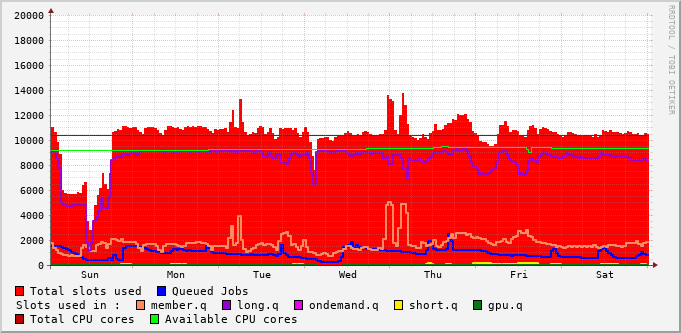 RRDTOOL / TOBI OETIKER
20000
18000
16000
14000
12000
10000
8000
6000
4000
2000
0
Sun Mon Tue Wed Thu Fri Sat
Total slots used Queued Jobs
Slots used in : member.q long.q ondemand.q short.q gpu.q
Total CPU cores Available CPU cores